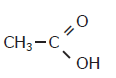 O
CH₃ – C
OH